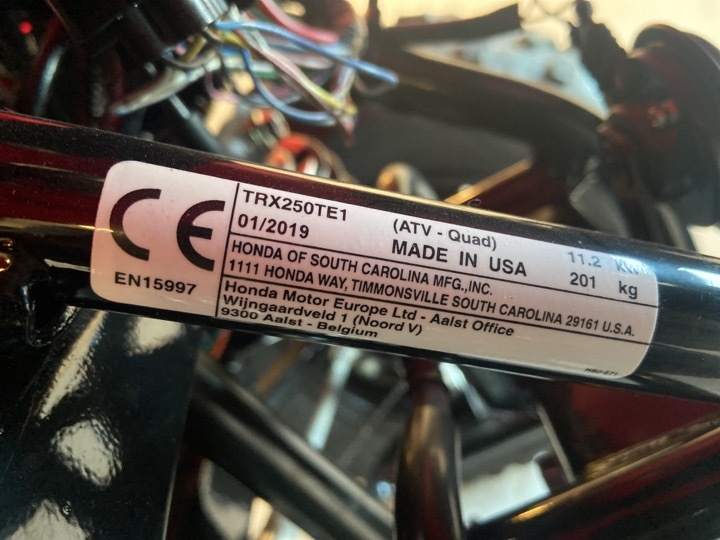 CE
EN15997
TRX250TE1 (ATV - Quad) 11.2 kW
01/2019 MADE IN USA 201 kg
HONDA OF SOUTH CAROLINA MFG.,INC.
1111 HONDA WAY, TIMMONSVILLE SOUTH CAROLINA 29161 U.S.A.
Honda Motor Europe Ltd - Aalst Office
Wijngaardveld 1 (Noord V)
9300 Aalst - Belgium